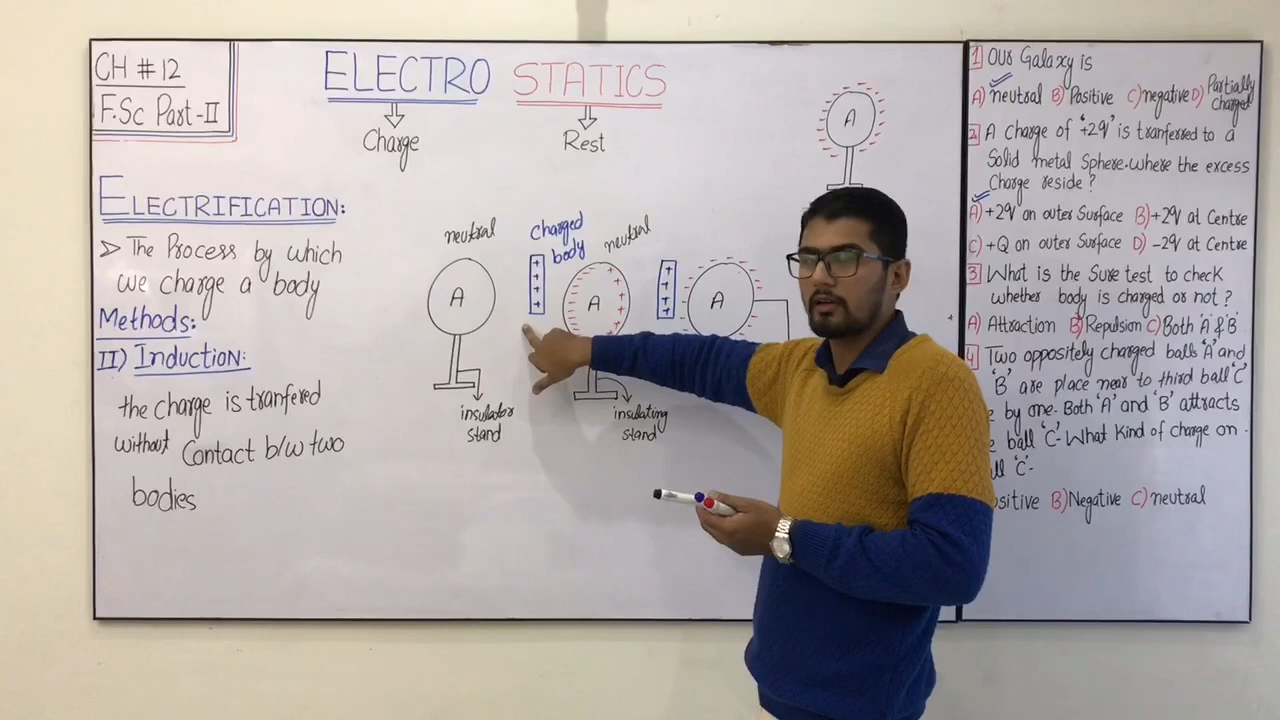 CH # 12
F.Sc Part-II
ELECTRO STATICS
Charge
Rest
ELECTRIFICATION:
➢ The Process by which
we charge a body
Methods:
II) Induction:
the charge is tranfered
without Contact b/w two
bodies
neutral
A
insulator
stand
charged
body
+
+
+
+
neutral
A
insulating
stand
+
+
+
+
A
A
1 Our Galaxy is
A) neutral B) Positive C) negative D) Partially
charged
2 A charge of '+2q' is tranferred to a
Solid metal Sphere. Where the excess
Charge reside ?
A) +2q on outer Surface B) +2q at Centre
C) +Q on outer Surface D) -2q at Centre
3 What is the Sure test to check
whether body is charged or not ?
A) Attraction B) Repulsion C) Both 'A' & 'B'
4 Two oppositely charged balls 'A' and
'B' are place near to third ball 'C'
by one. Both 'A' and 'B' attracts
ball 'C'. What Kind of charge on
'C'.
B) Negative C) neutral